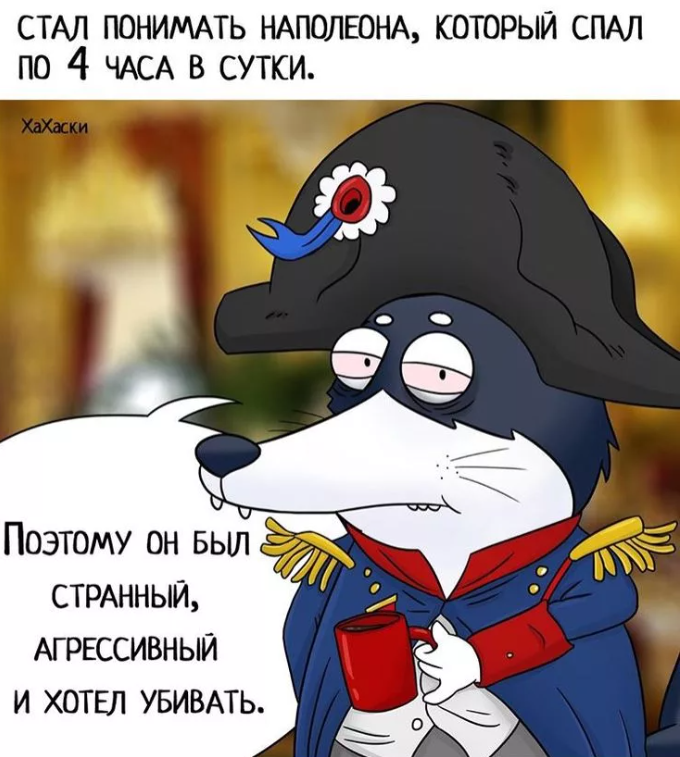 СТАЛ ПОНИМАТЬ НАПОЛЕОНА, КОТОРЫЙ СПАЛ
ПО 4 ЧАСА В СУТКИ.
ХаХаски
ПОЭТОМУ ОН БЫЛ
СТРАННЫЙ,
АГРЕССИВНЫЙ
И ХОТЕЛ УБИВАТЬ.